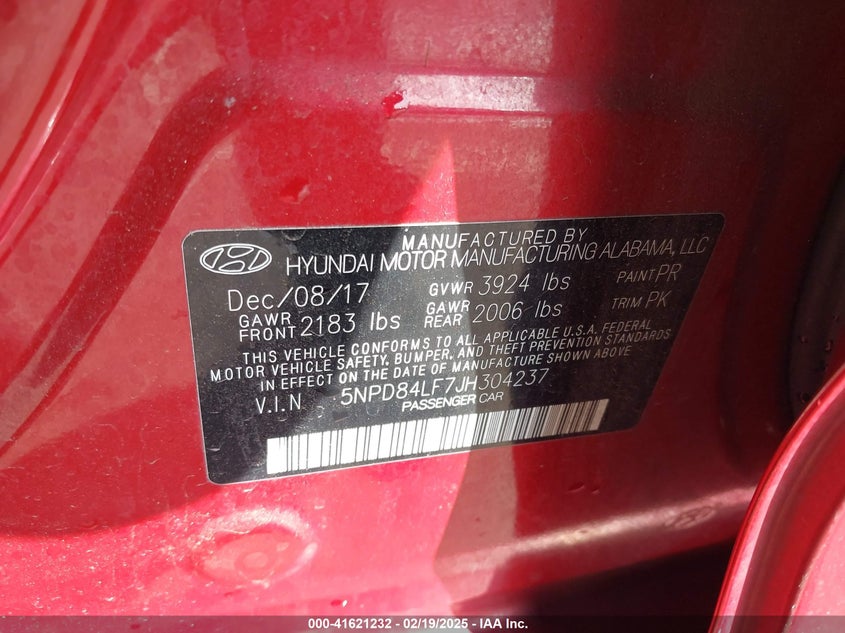 MANUFACTURED BY
HYUNDAI MOTOR MANUFACTURING ALABAMA, LLC
Dec/08/17 GVWR 3924 lbs PAINT PR
GAWR FRONT 2183 lbs GAWR REAR 2006 lbs TRIM PK
THIS VEHICLE CONFORMS TO ALL APPLICABLE U.S.A. FEDERAL
MOTOR VEHICLE SAFETY, BUMPER, AND THEFT PREVENTION STANDARDS
IN EFFECT ON THE DATE OF MANUFACTURE SHOWN ABOVE
V.I.N 5NPD84LF7JH304237
PASSENGER CAR
000-41621232 - 02/19/2025 - IAA Inc.